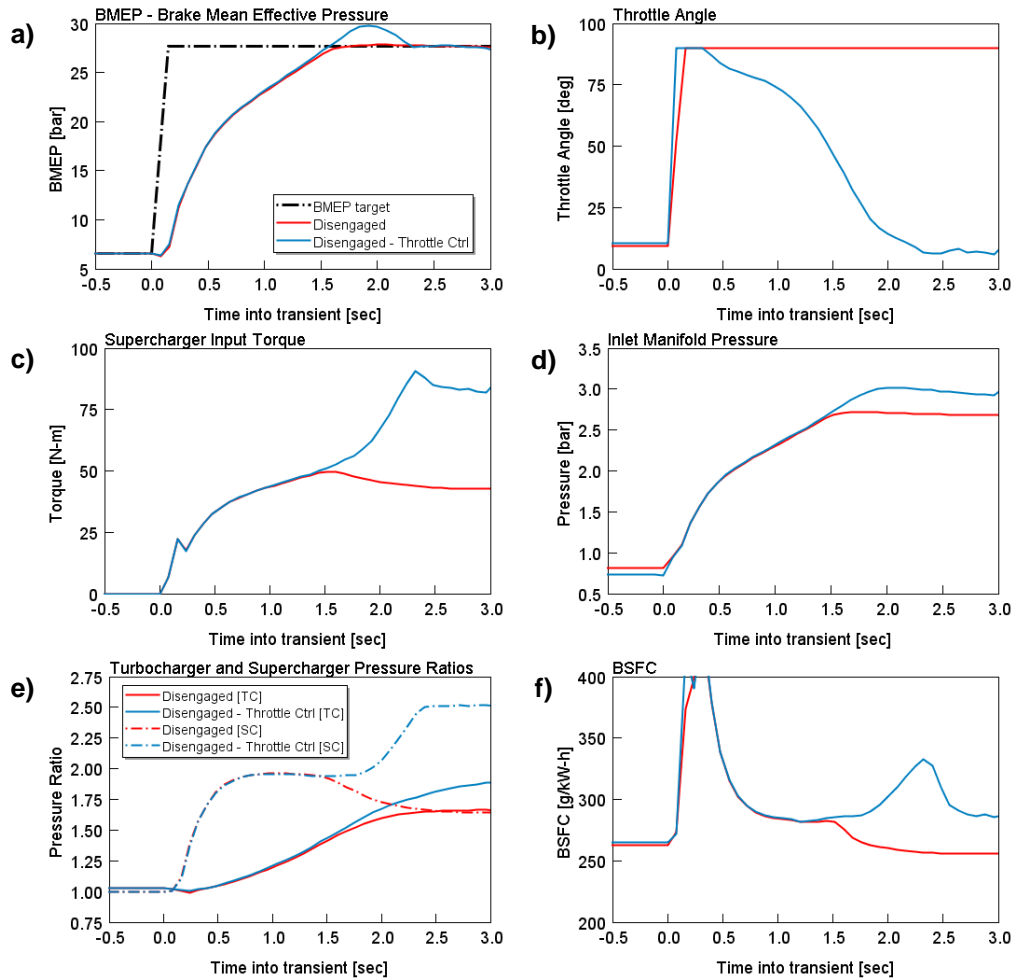 a)
BMEP - Brake Mean Effective Pressure
30
25
20
15
10
5
BMEP [bar]
BMEP target
Disengaged
Disengaged - Throttle Ctrl
-0.5 0.0 0.5 1.0 1.5 2.0 2.5 3.0
Time into transient [sec]
b)
Throttle Angle
100
75
50
25
0
Throttle Angle [deg]
-0.5 0.0 0.5 1.0 1.5 2.0 2.5 3.0
Time into transient [sec]
c)
Supercharger Input Torque
100
75
50
25
0
Torque [N-m]
-0.5 0.0 0.5 1.0 1.5 2.0 2.5 3.0
Time into transient [sec]
d)
Inlet Manifold Pressure
3.5
3.0
2.5
2.0
1.5
1.0
0.5
Pressure [bar]
-0.5 0.0 0.5 1.0 1.5 2.0 2.5 3.0
Time into transient [sec]
e)
Turbocharger and Supercharger Pressure Ratios
2.75
2.50
2.25
2.00
1.75
1.50
1.25
1.00
0.75
Pressure Ratio
Disengaged [TC]
Disengaged - Throttle Ctrl [TC]
Disengaged [SC]
Disengaged - Throttle Ctrl [SC]
-0.5 0.0 0.5 1.0 1.5 2.0 2.5 3.0
Time into transient [sec]
f)
BSFC
400
350
300
250
200
BSFC [g/kW-h]
-0.5 0.0 0.5 1.0 1.5 2.0 2.5 3.0
Time into transient [sec]